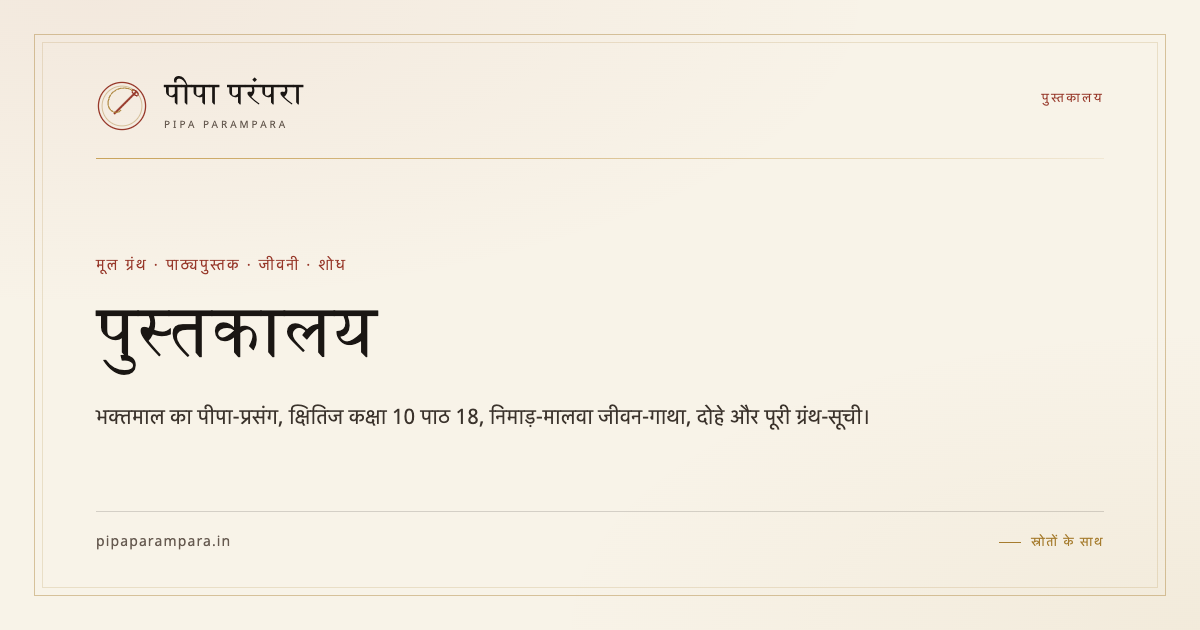 पीपा परंपरा
PIPA PARAMPARA
पुस्तकालय
मूल ग्रंथ · पाठ्यपुस्तक · जीवनी · शोध
पुस्तकालय
भक्तमाल का पीपा-प्रसंग, क्षितिज कक्षा 10 पाठ 18, निमाड़-मालवा जीवन-गाथा, दोहे और पूरी ग्रंथ-सूची।
pipaparampara.in
स्रोतों के साथ